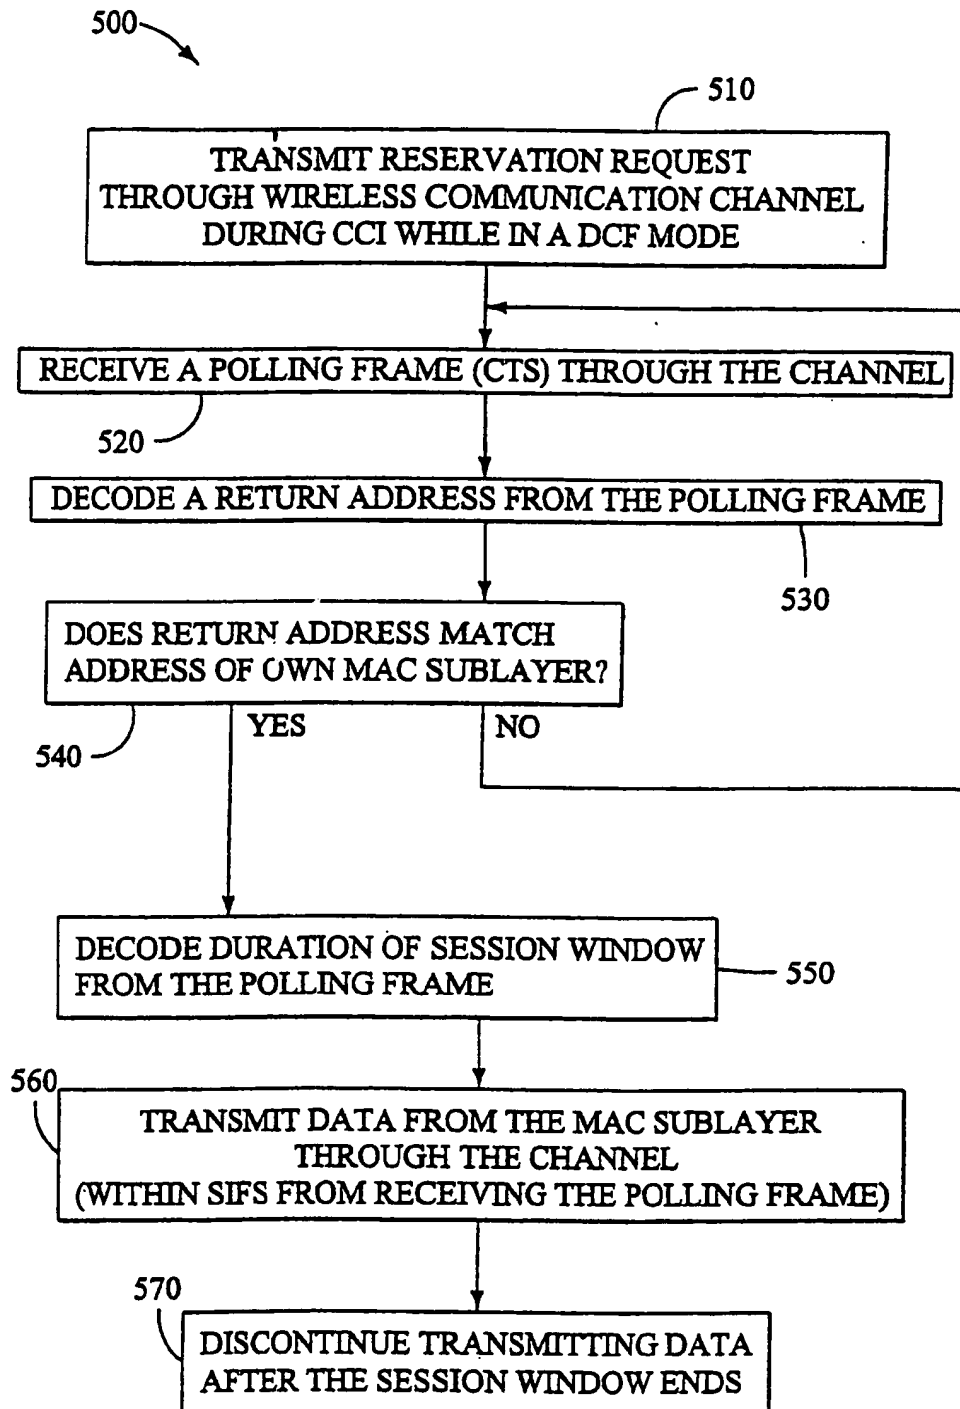 500
510
TRANSMIT RESERVATION REQUEST
THROUGH WIRELESS COMMUNICATION CHANNEL
DURING CCI WHILE IN A DCF MODE
RECEIVE A POLLING FRAME (CTS) THROUGH THE CHANNEL
520
DECODE A RETURN ADDRESS FROM THE POLLING FRAME
530
DOES RETURN ADDRESS MATCH
ADDRESS OF OWN MAC SUBLAYER?
540
YES
NO
DECODE DURATION OF SESSION WINDOW
FROM THE POLLING FRAME
550
560
TRANSMIT DATA FROM THE MAC SUBLAYER
THROUGH THE CHANNEL
(WITHIN SIFS FROM RECEIVING THE POLLING FRAME)
570
DISCONTINUE TRANSMITTING DATA
AFTER THE SESSION WINDOW ENDS